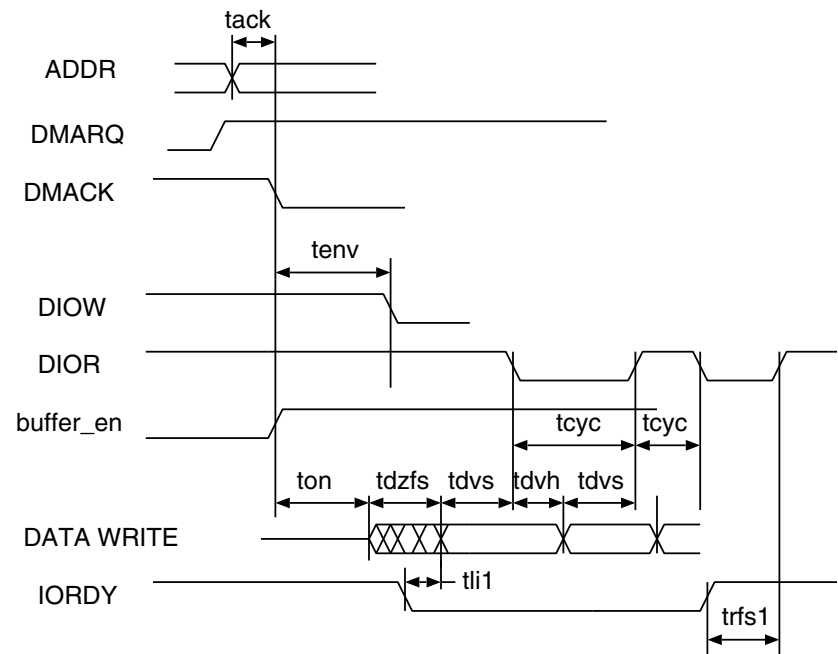 tack
ADDR
DMARQ
DMACK
tenv
DIOW
DIOR
buffer_en
tcyc tcyc
ton tdzfs tdvs tdvh tdvs
DATA WRITE
tli1
IORDY
trfs1